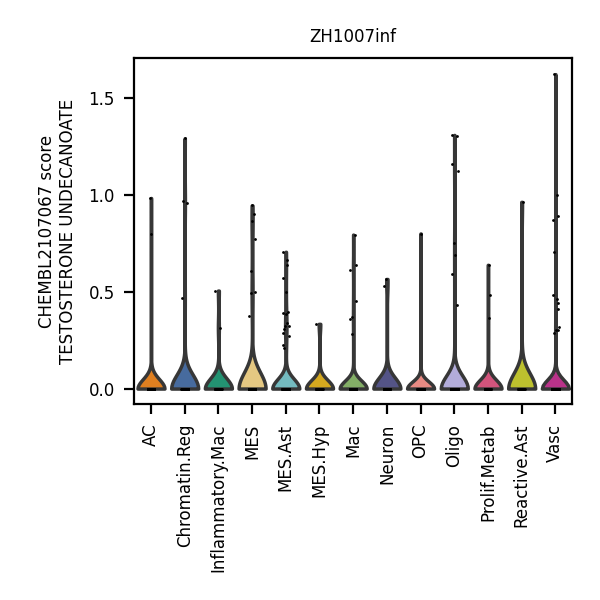 ZH1007inf
CHEMBL2107067 score
TESTOSTERONE UNDECANOATE
1.5
1.0
0.5
0.0
AC
Chromatin.Reg
Inflammatory.Mac
MES
MES.Ast
MES.Hyp
Mac
Neuron
OPC
Oligo
Prolif.Metab
Reactive.Ast
Vasc